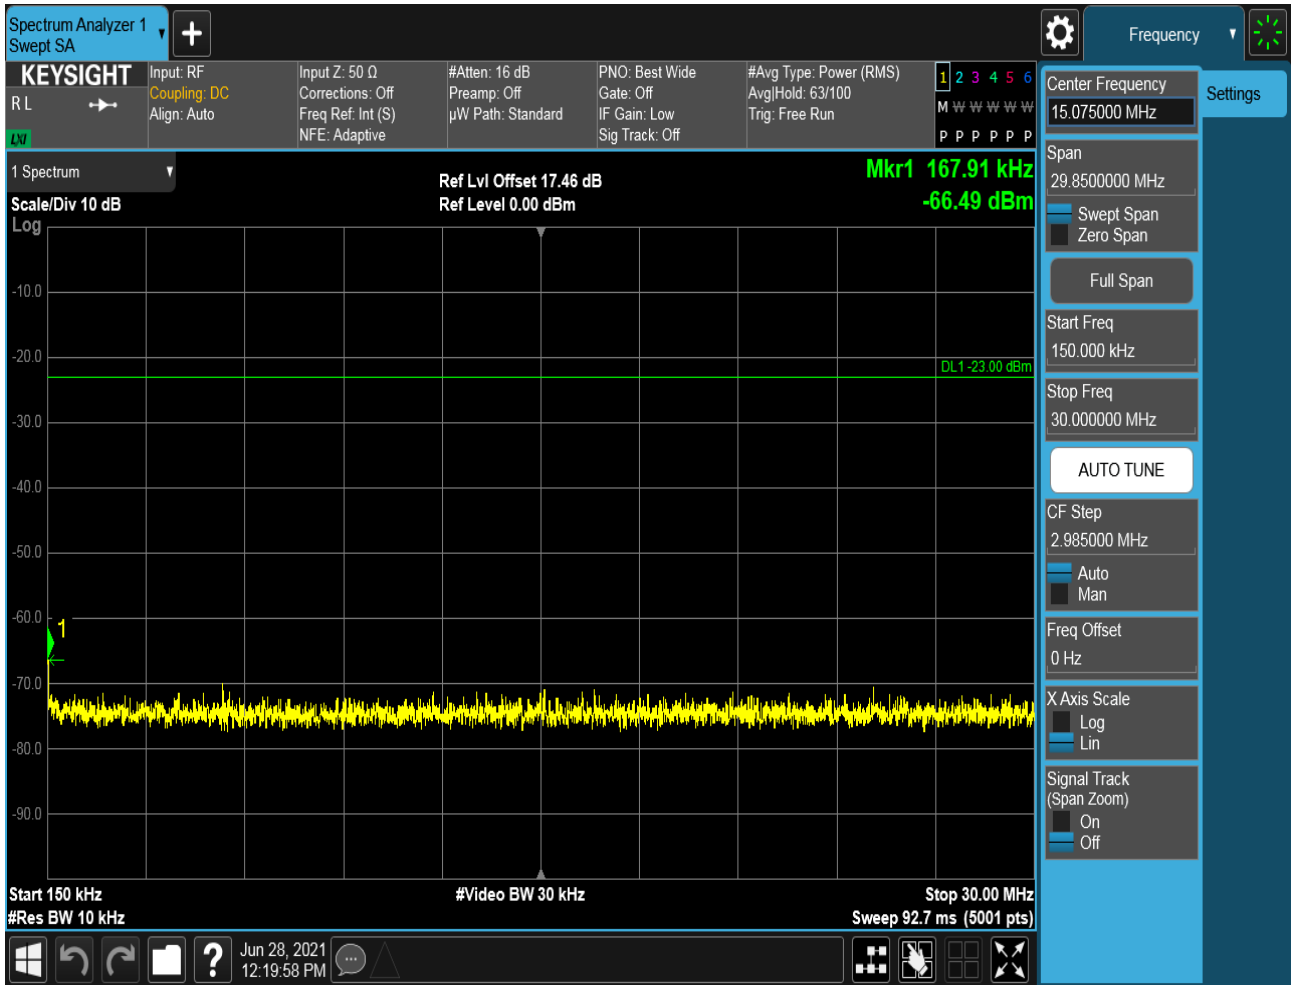 Spectrum Analyzer 1
Swept SA
+
Frequency
KEYSIGHT
R L
LXI
Input: RF
Coupling: DC
Align: Auto
Input Z: 50 Ω
Corrections: Off
Freq Ref: Int (S)
NFE: Adaptive
#Atten: 16 dB
Preamp: Off
µW Path: Standard
PNO: Best Wide
Gate: Off
IF Gain: Low
Sig Track: Off
#Avg Type: Power (RMS)
Avg|Hold: 63/100
Trig: Free Run
1 2 3 4 5 6
M W W W W W
P P P P P P
1 Spectrum
Scale/Div 10 dB
Log
Ref Lvl Offset 17.46 dB
Ref Level 0.00 dBm
Mkr1 167.91 kHz
-66.49 dBm
-10.0
-20.0
DL1 -23.00 dBm
-30.0
-40.0
-50.0
-60.0
1
-70.0
-80.0
-90.0
Start 150 kHz
#Res BW 10 kHz
#Video BW 30 kHz
Stop 30.00 MHz
Sweep 92.7 ms (5001 pts)
?
Jun 28, 2021
12:19:58 PM
Center Frequency
15.075000 MHz
Settings
Span
29.8500000 MHz
Swept Span
Zero Span
Full Span
Start Freq
150.000 kHz
Stop Freq
30.000000 MHz
AUTO TUNE
CF Step
2.985000 MHz
Auto
Man
Freq Offset
0 Hz
X Axis Scale
Log
Lin
Signal Track
(Span Zoom)
On
Off